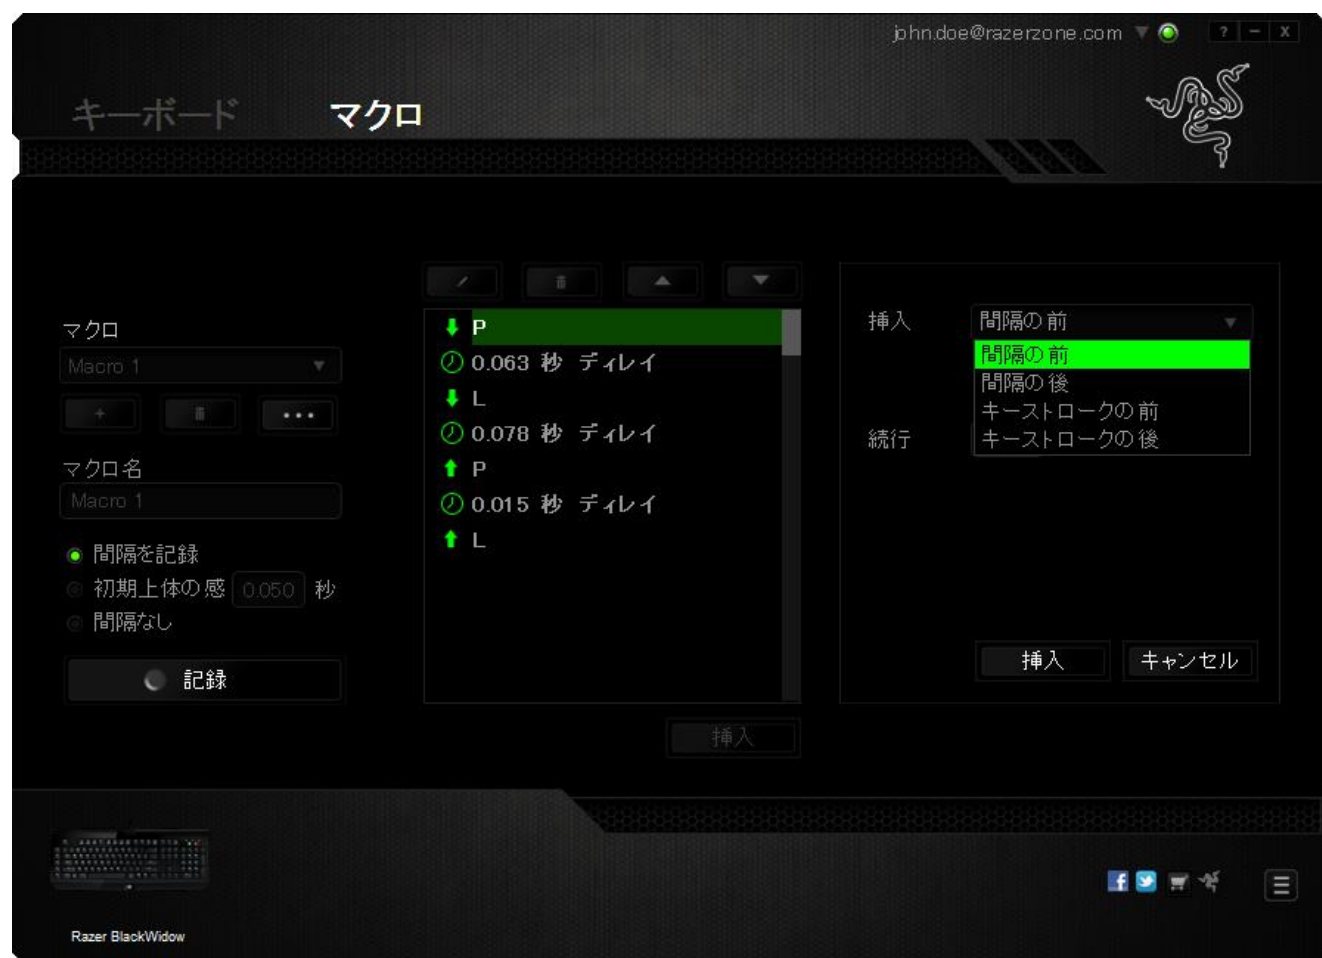 john.doe@razerzone.com
? – X
キーボード マクロ
マクロ
Macro 1
マクロ名
Macro 1
間隔を記録
初期上体の感 0.050 秒
間隔なし
記録
P
0.063 秒 ディレイ
L
0.078 秒 ディレイ
P
0.015 秒 ディレイ
L
挿入
挿入 間隔の前
間隔の前
間隔の後
キーストロークの前
キーストロークの後
続行
挿入 キャンセル
Razer BlackWidow